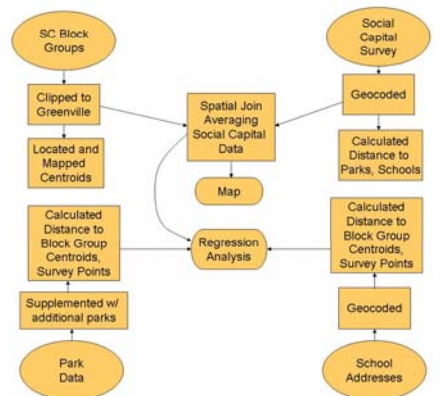 SC Block
Groups
Clipped to
Greenville
Located and
Mapped
Centroids
Social
Capital
Survey
Geocoded
Calculated
Distance to
Parks, Schools
Spatial Join
Averaging
Social Capital
Data
Map
Regression
Analysis
Calculated
Distance to
Block Group
Centroids,
Survey Points
Supplemented w/
additional parks
Park
Data
Calculated
Distance to
Block Group
Centroids,
Survey Points
Geocoded
School
Addresses